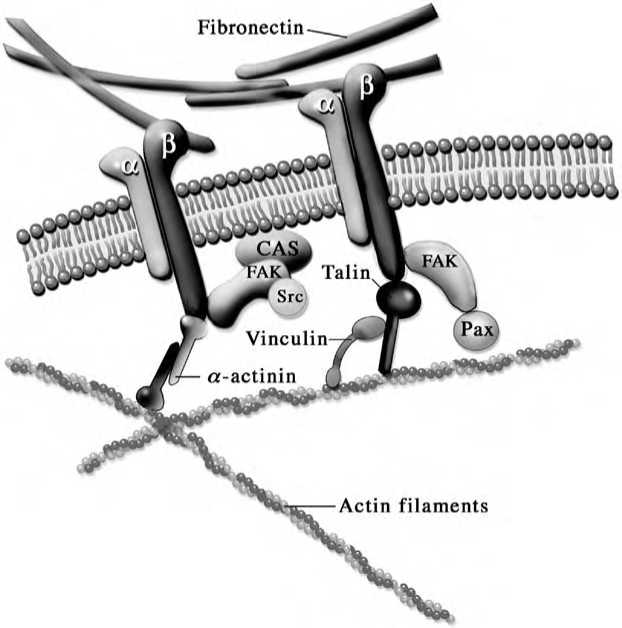 Fibronectin
β
α
β
α
CAS
FAK
Src
Talin
FAK
Vinculin
Pax
α-actinin
Actin filaments